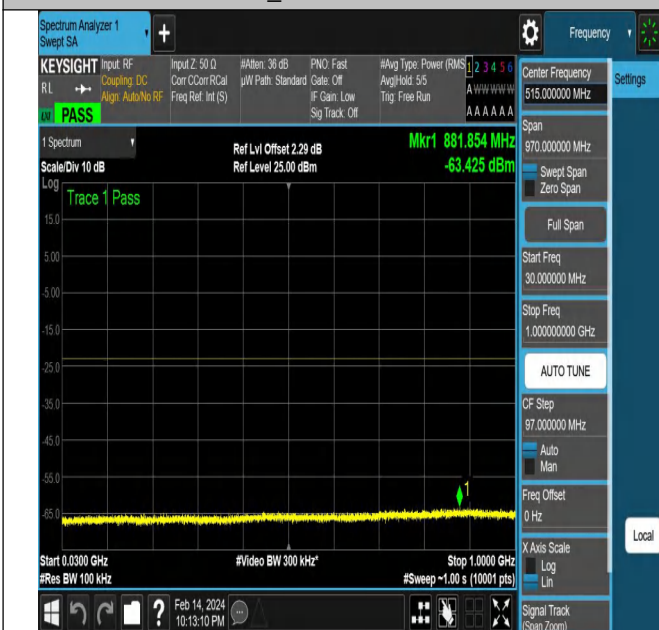 Spectrum Analyzer 1
Swept SA
+
Frequency
KEYSIGHT
RL
LXI PASS
Input: RF
Coupling: DC
Align: Auto/No RF
Input Z: 50 Ω
Corr CCorr RCal
Freq Ref: Int (S)
#Atten: 36 dB
µW Path: Standard
PNO: Fast
Gate: Off
IF Gain: Low
Sig Track: Off
#Avg Type: Power (RMS
Avg|Hold: 5/5
Trig: Free Run
1 2 3 4 5 6
A W W W W W
A A A A A A
1 Spectrum
Scale/Div 10 dB
Ref Lvl Offset 2.29 dB
Ref Level 25.00 dBm
Mkr1 881.854 MHz
-63.425 dBm
Log
Trace 1 Pass
15.0
5.00
-5.00
-15.0
-25.0
-35.0
-45.0
-55.0
-65.0
1
Start 0.0300 GHz
#Res BW 100 kHz
#Video BW 300 kHz*
Stop 1.0000 GHz
#Sweep ~1.00 s (10001 pts)
Center Frequency
515.000000 MHz
Span
970.000000 MHz
Swept Span
Zero Span
Full Span
Start Freq
30.000000 MHz
Stop Freq
1.000000000 GHz
AUTO TUNE
CF Step
97.000000 MHz
Auto
Man
Freq Offset
0 Hz
X Axis Scale
Log
Lin
Signal Track
(Span Zoom)
Settings
Local
?
Feb 14, 2024
10:13:10 PM